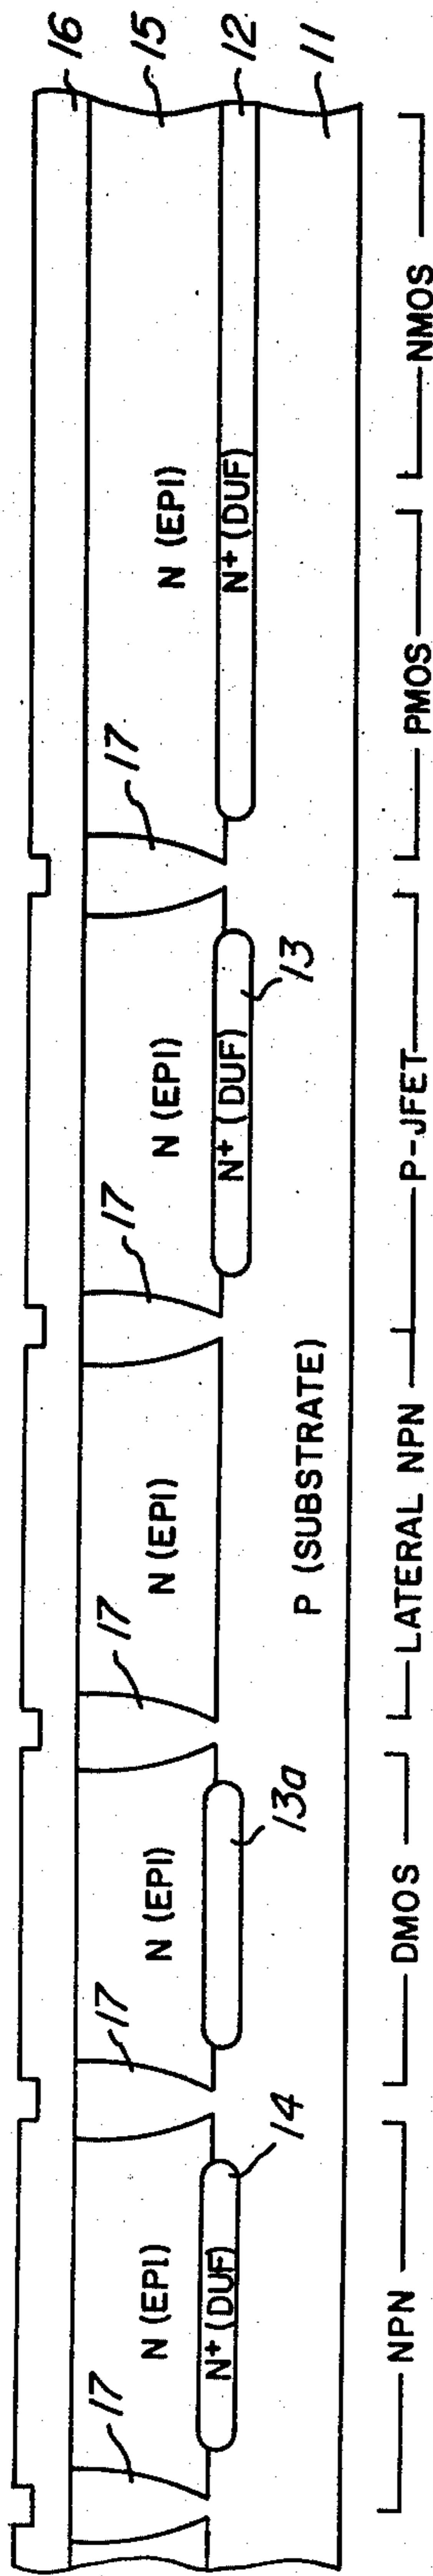 16
15
12
11
17
17
17
17
17
N (EPI)
N (EPI)
N (EPI)
N (EPI)
N (EPI)
N+ (DUF)
N+ (DUF)
N+ (DUF)
14
13a
13
P (SUBSTRATE)
NPN
DMOS
LATERAL NPN
P-JFET
PMOS
NMOS